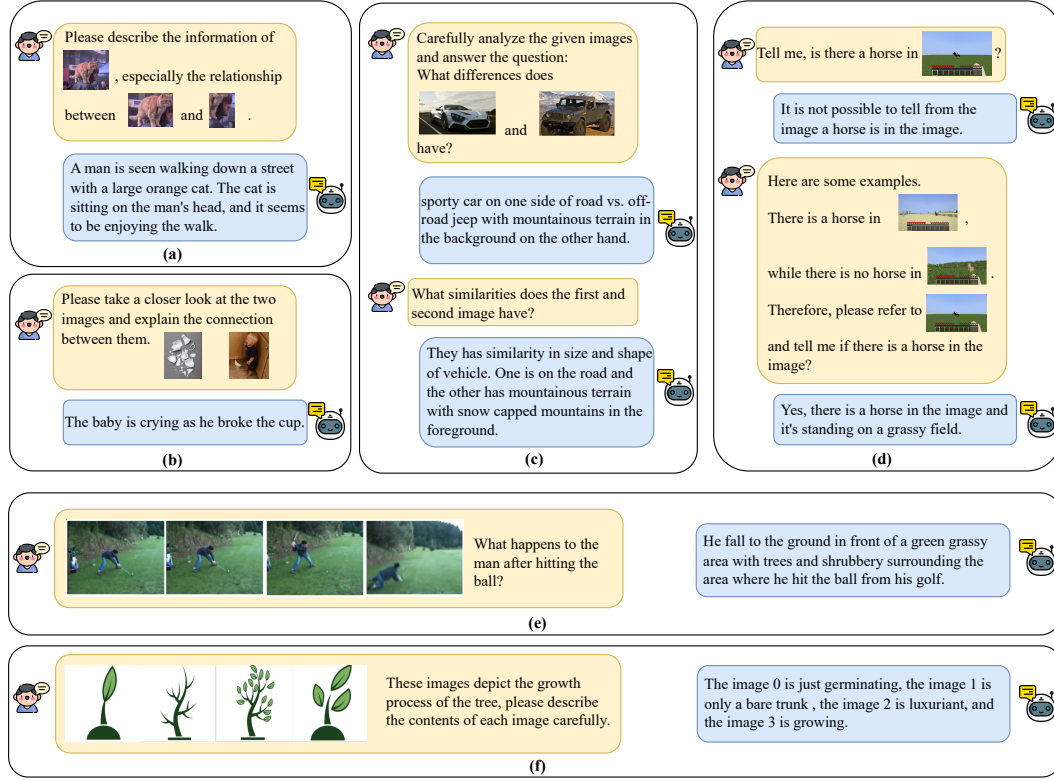 Please describe the information of
, especially the relationship
between and .
A man is seen walking down a street
with a large orange cat. The cat is
sitting on the man's head, and it seems
to be enjoying the walk.
(a)
Please take a closer look at the two
images and explain the connection
between them.
The baby is crying as he broke the cup.
(b)
Carefully analyze the given images
and answer the question:
What differences does
and
have?
sporty car on one side of road vs. off-
road jeep with mountainous terrain in
the background on the other hand.
What similarities does the first and
second image have?
They has similarity in size and shape
of vehicle. One is on the road and
the other has mountainous terrain
with snow capped mountains in the
foreground.
(c)
Tell me, is there a horse in ?
It is not possible to tell from the
image a horse is in the image.
Here are some examples.
There is a horse in ,
while there is no horse in .
Therefore, please refer to
and tell me if there is a horse in the
image?
Yes, there is a horse in the image and
it's standing on a grassy field.
(d)
What happens to the
man after hitting the
ball?
He fall to the ground in front of a green grassy
area with trees and shrubbery surrounding the
area where he hit the ball from his golf.
(e)
These images depict the growth
process of the tree, please describe
the contents of each image carefully.
The image 0 is just germinating, the image 1 is
only a bare trunk , the image 2 is luxuriant, and
the image 3 is growing.
(f)